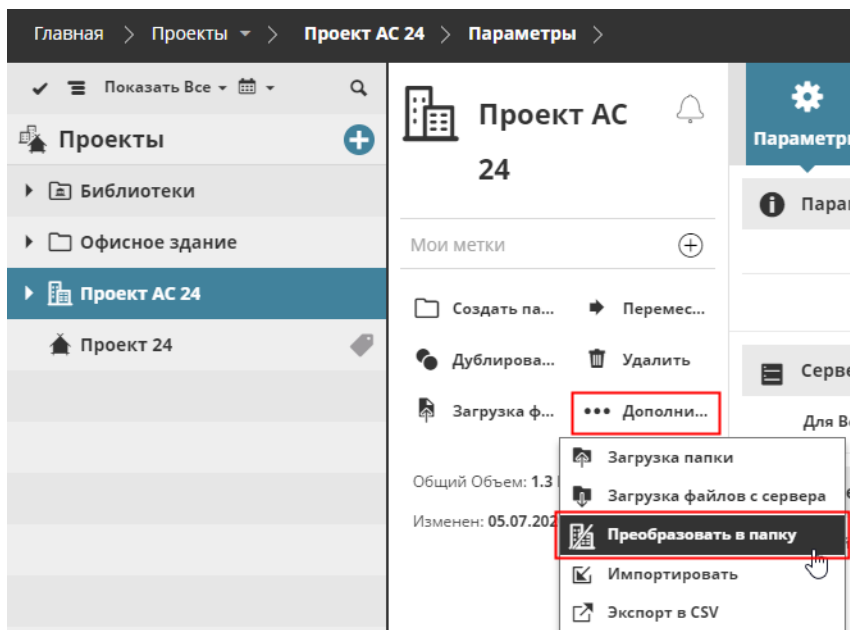 Главная > Проекты > Проект АС 24 > Параметры >
Показать Все
Проекты
Библиотеки
Офисное здание
Проект АС 24
Проект 24
Проект АС
24
Мои метки
Создать па...
Перемес...
Дублирова...
Удалить
Загрузка ф...
Дополни...
Общий Объем: 1.3
Изменен: 05.07.202
Загрузка папки
Загрузка файлов с сервера
Преобразовать в папку
Импортировать
Экспорт в CSV
Параметры
Пара
Серве
Для В